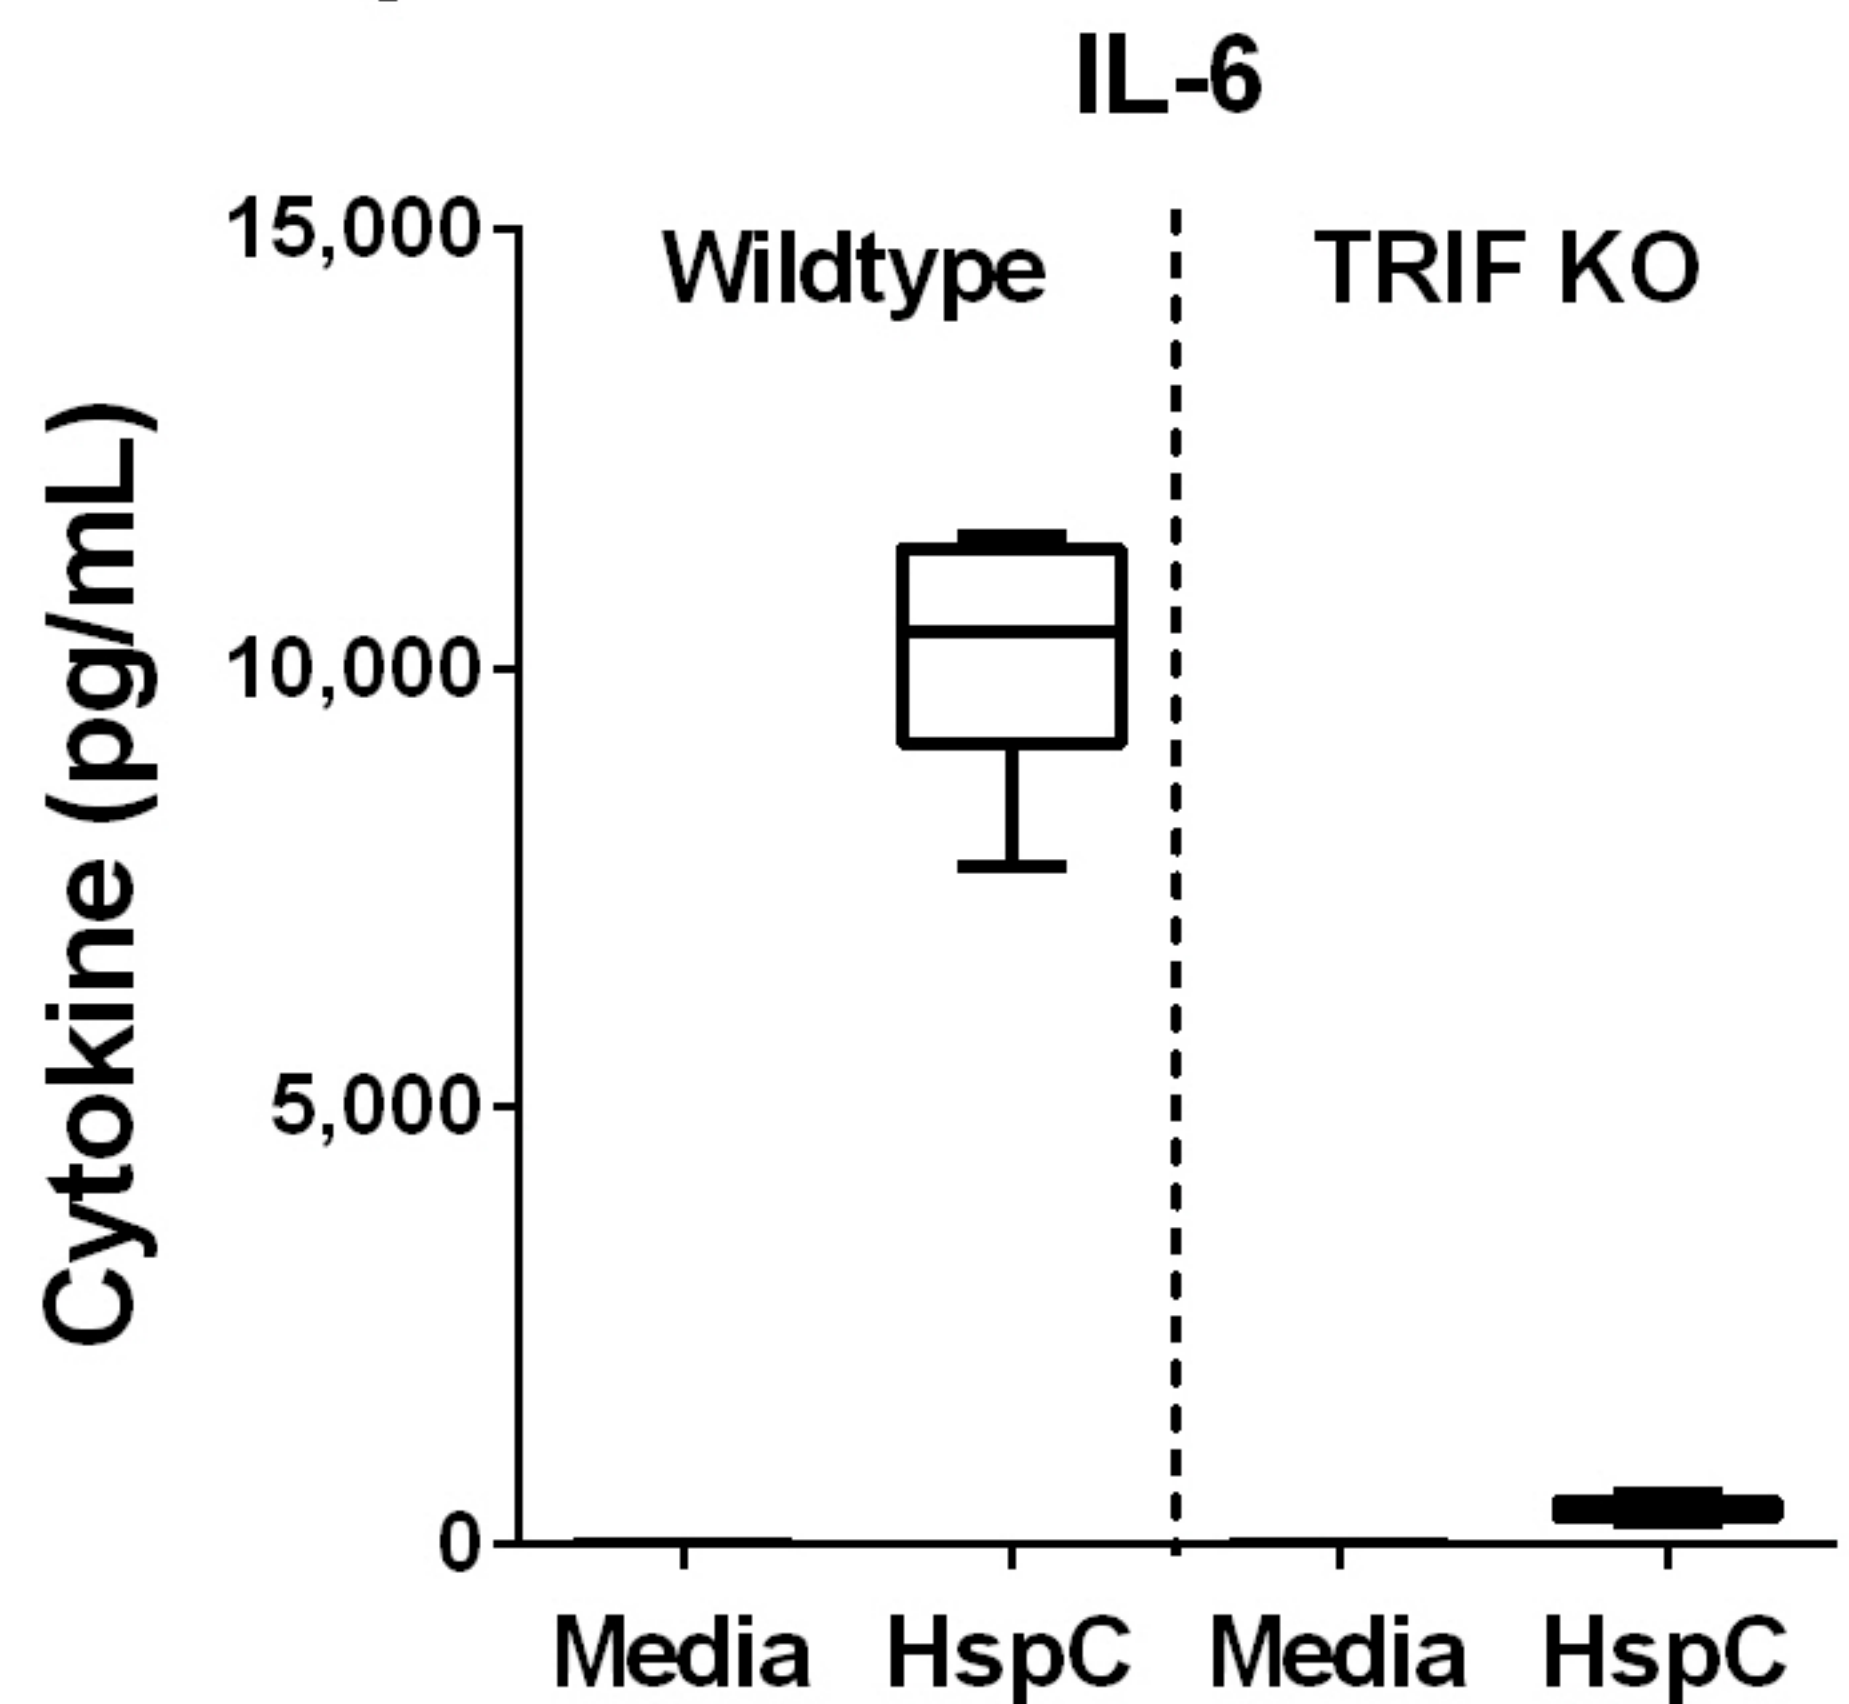 IL-6
15,000
Wildtype
TRIF KO
10,000
5,000
0
Cytokine (pg/mL)
Media HspC Media HspC